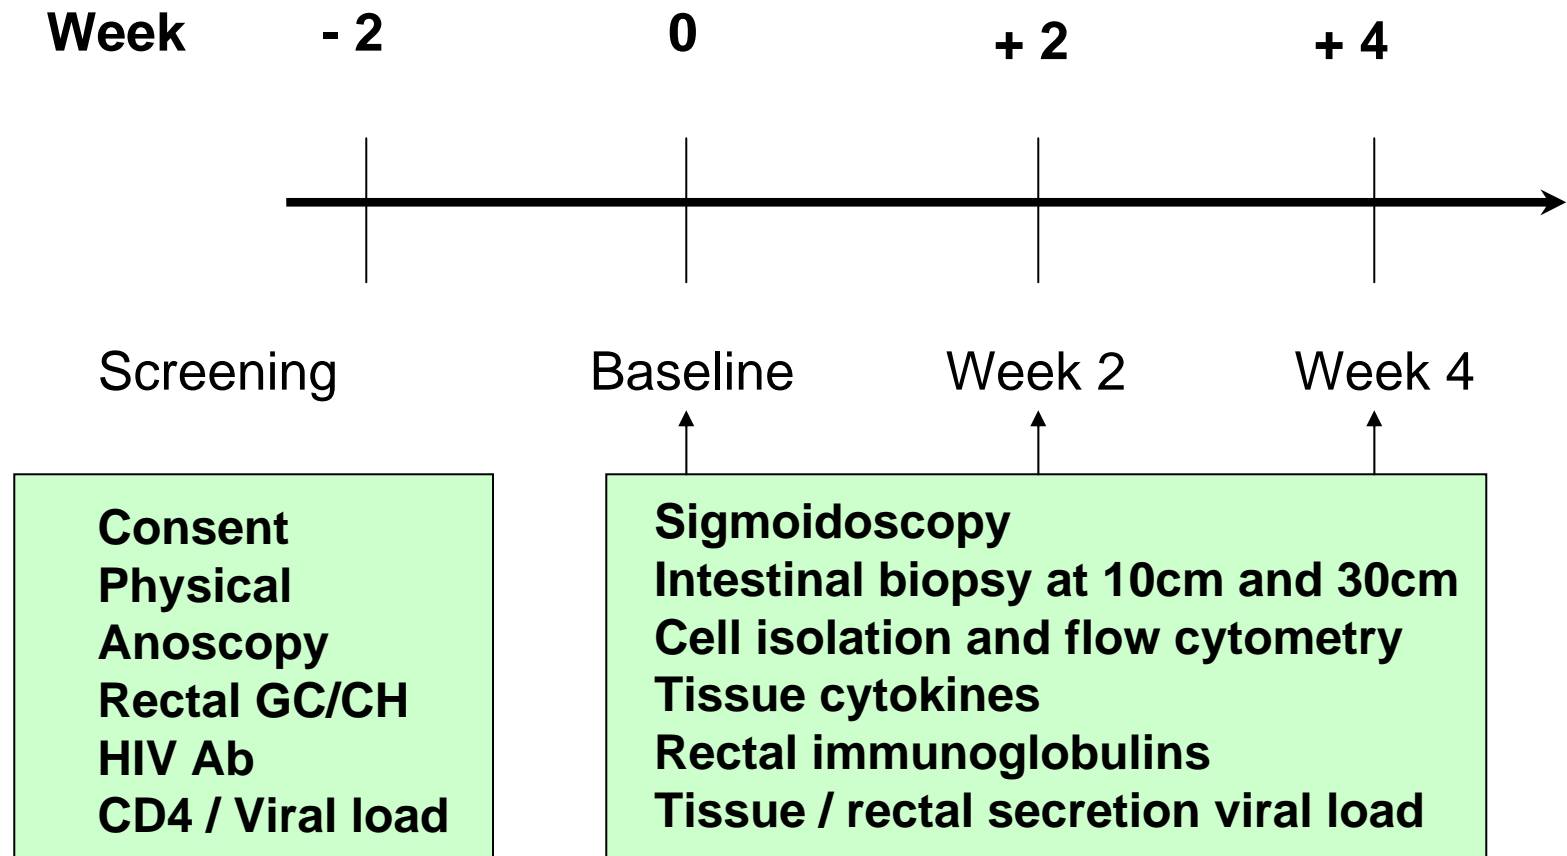 Week - 2 0 + 2 + 4
Screening Baseline Week 2 Week 4
Consent
Physical
Anoscopy
Rectal GC/CH
HIV Ab
CD4 / Viral load
Sigmoidoscopy
Intestinal biopsy at 10cm and 30cm
Cell isolation and flow cytometry
Tissue cytokines
Rectal immunoglobulins
Tissue / rectal secretion viral load